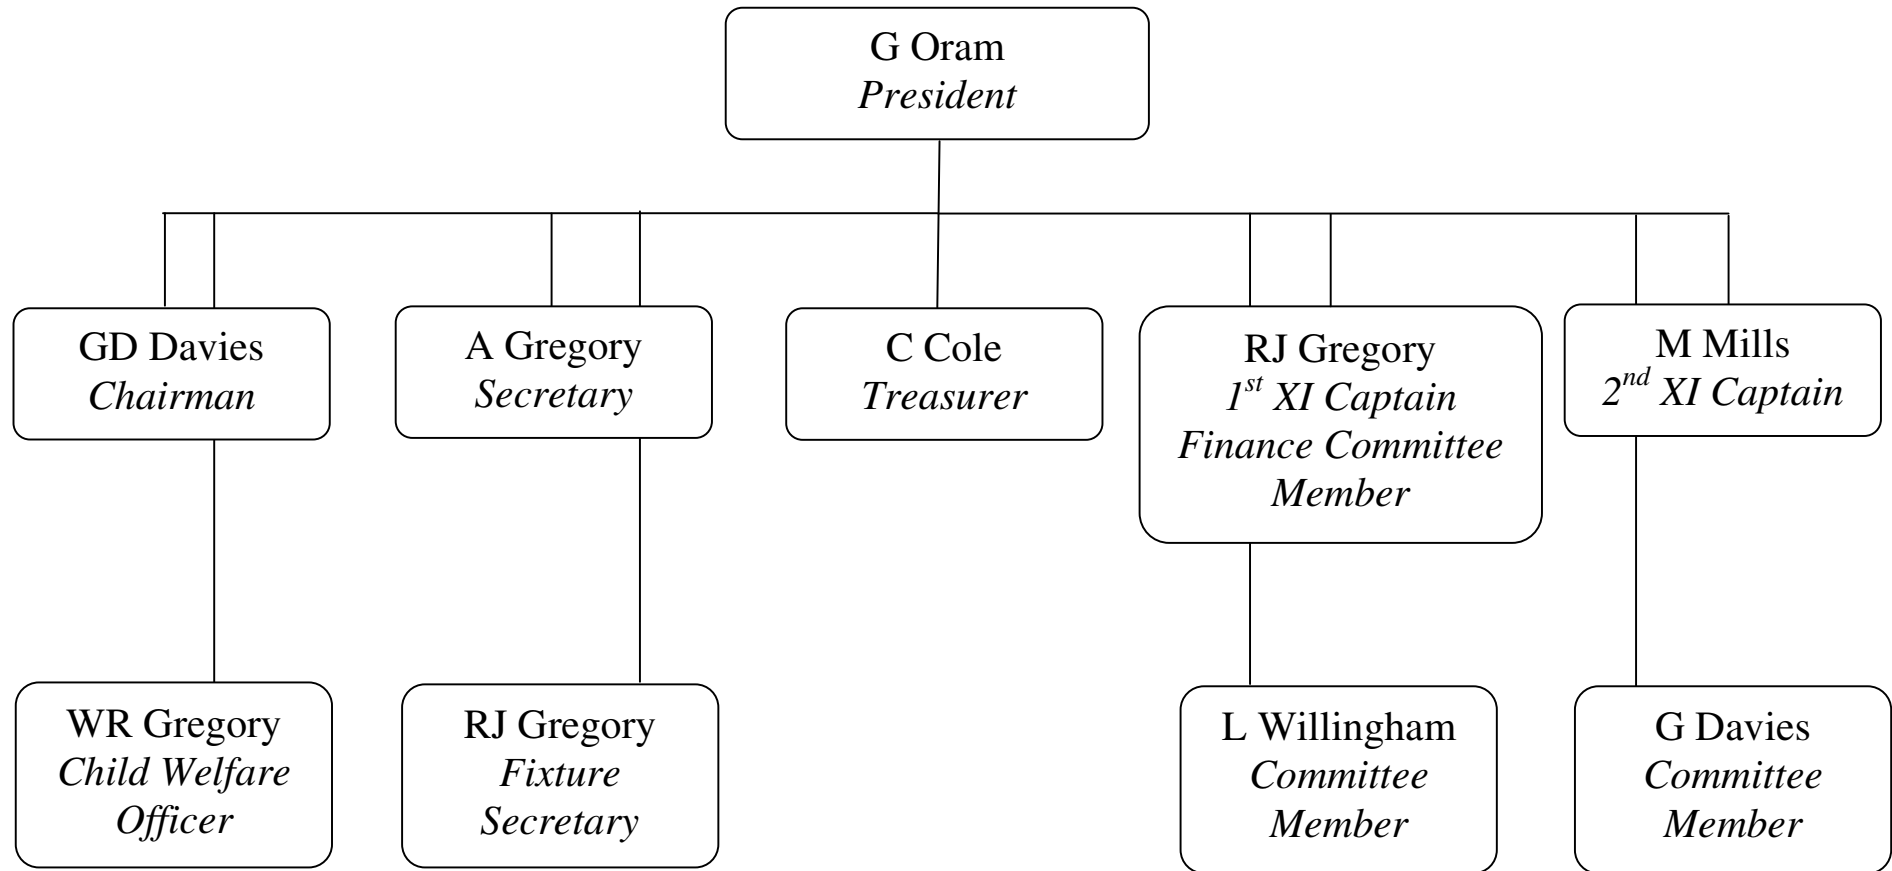 G Oram
President
GD Davies
Chairman
A Gregory
Secretary
C Cole
Treasurer
RJ Gregory
1st XI Captain
Finance Committee
Member
M Mills
2nd XI Captain
WR Gregory
Child Welfare
Officer
RJ Gregory
Fixture
Secretary
L Willingham
Committee
Member
G Davies
Committee
Member